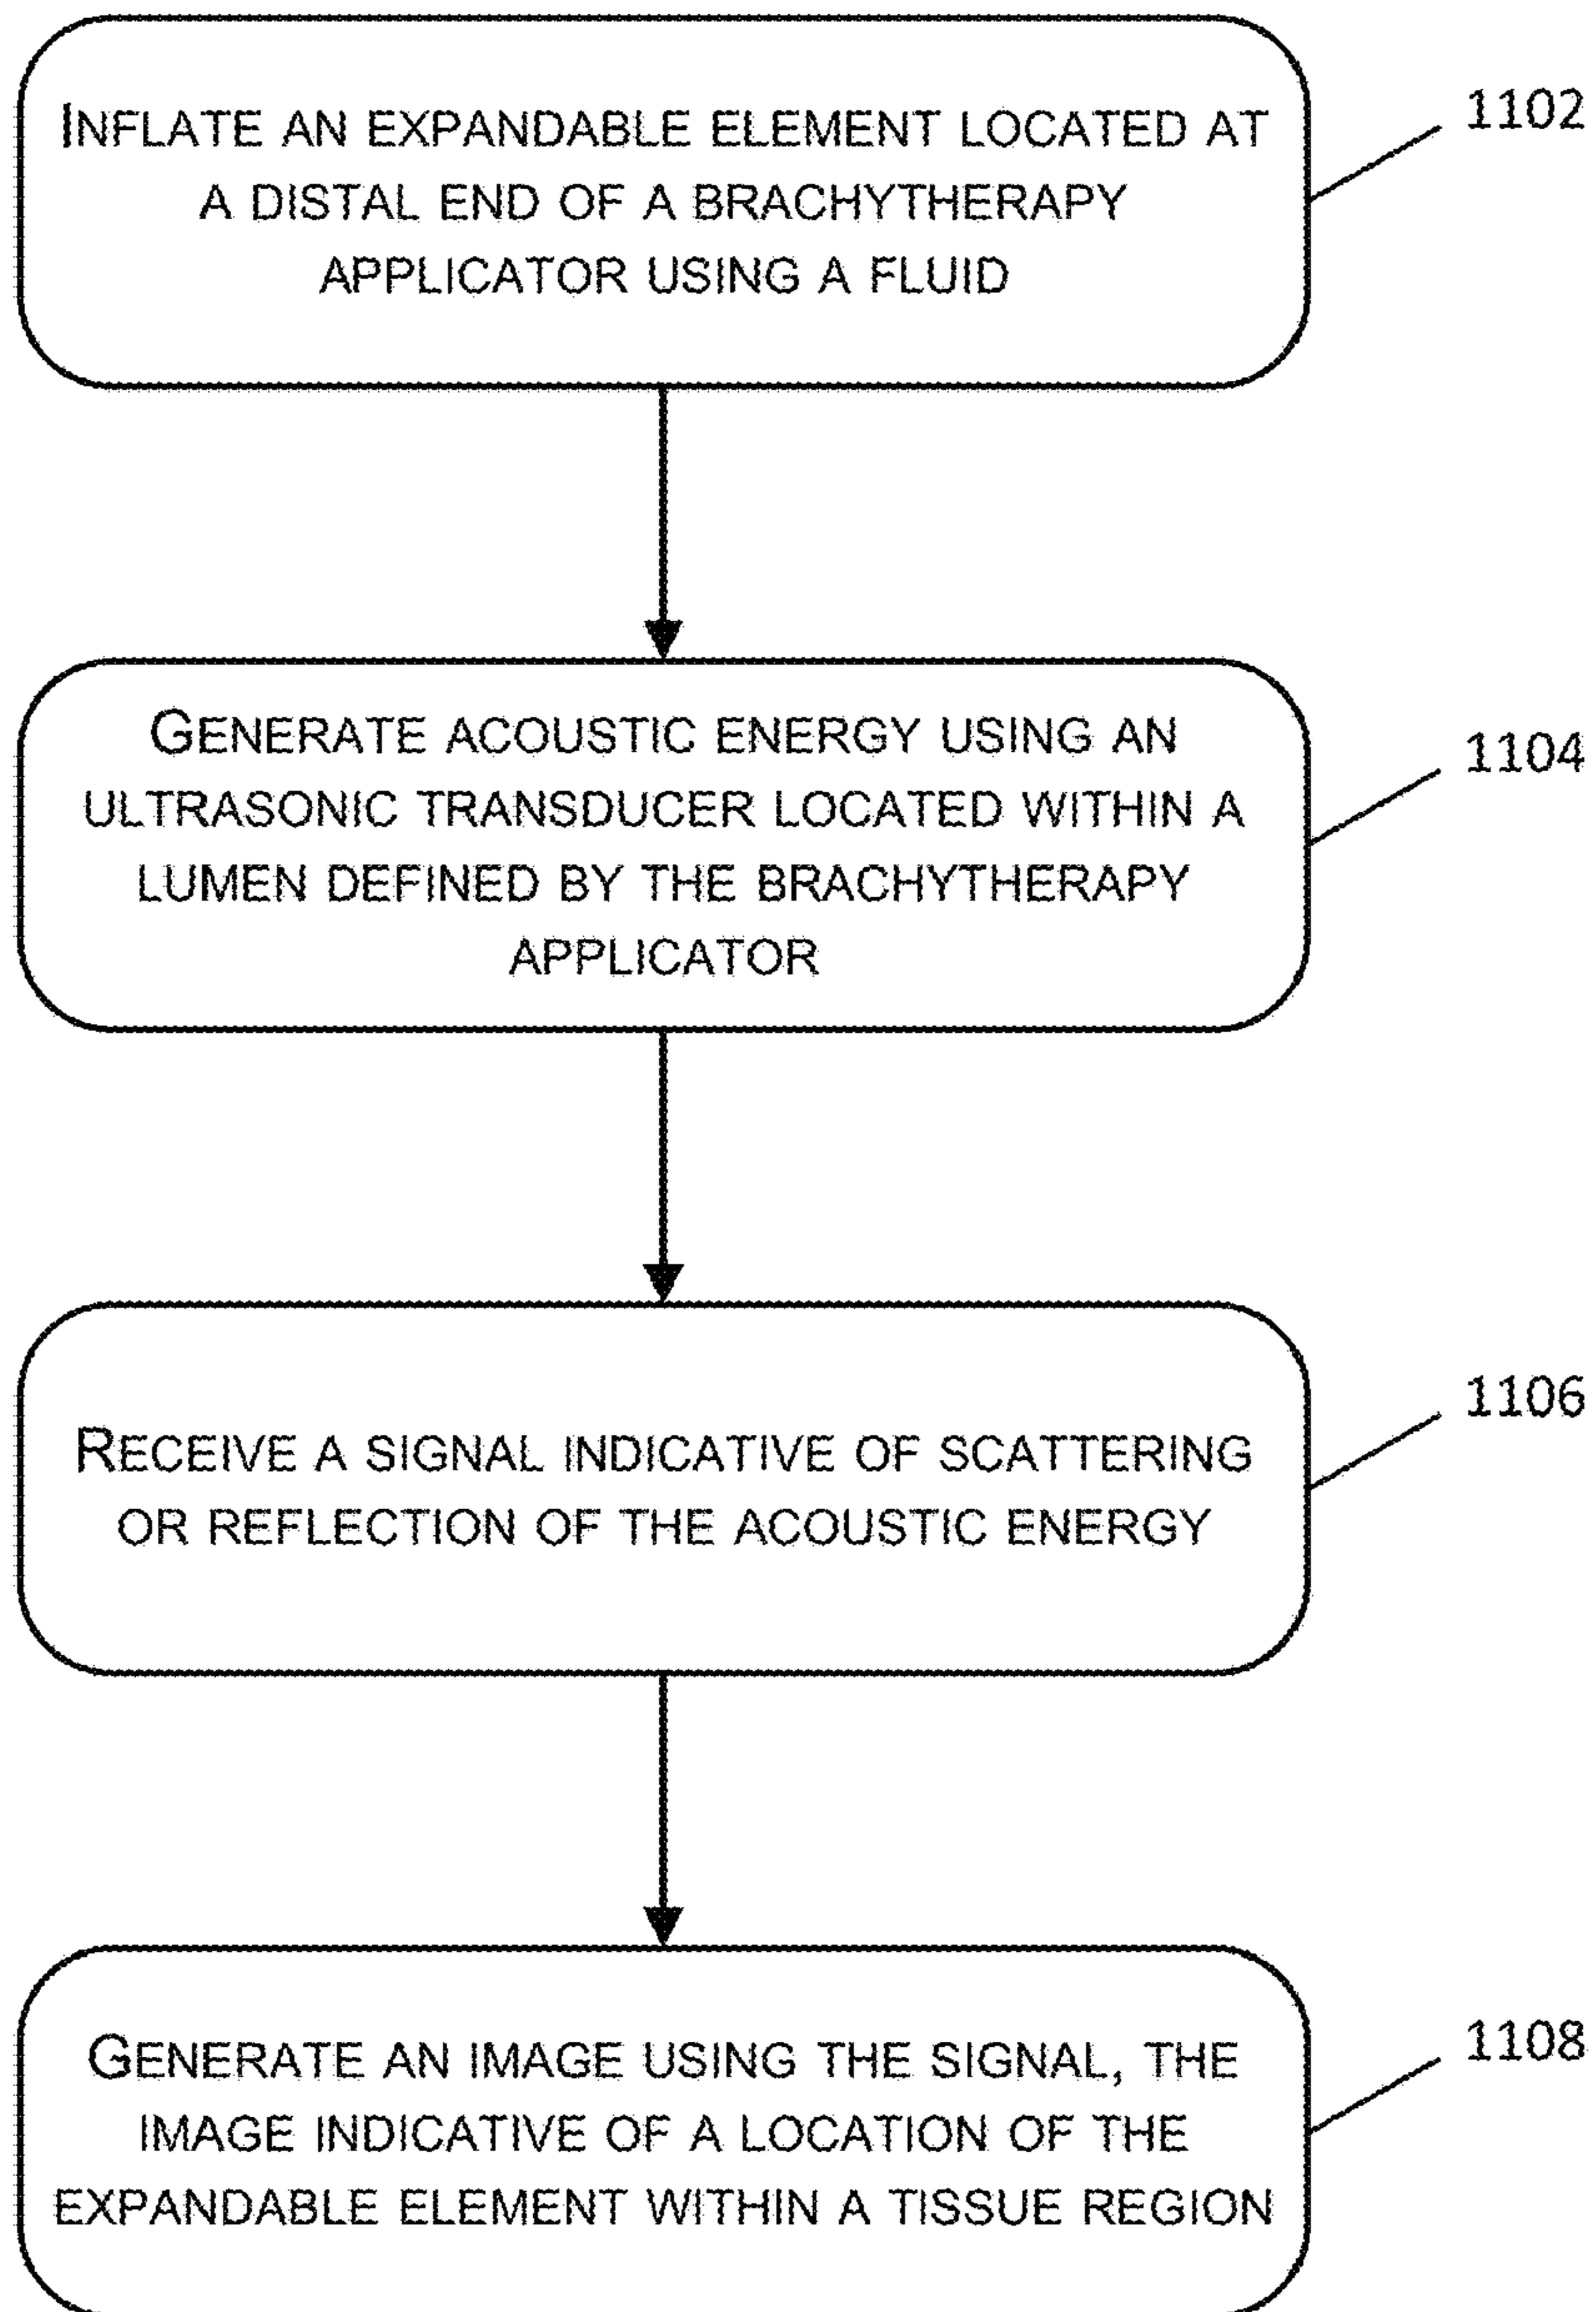 INFLATE AN EXPANDABLE ELEMENT LOCATED AT
A DISTAL END OF A BRACHYTHERAPY
APPLICATOR USING A FLUID
1102
GENERATE ACOUSTIC ENERGY USING AN
ULTRASONIC TRANSDUCER LOCATED WITHIN A
LUMEN DEFINED BY THE BRACHYTHERAPY
APPLICATOR
1104
RECEIVE A SIGNAL INDICATIVE OF SCATTERING
OR REFLECTION OF THE ACOUSTIC ENERGY
1106
GENERATE AN IMAGE USING THE SIGNAL, THE
IMAGE INDICATIVE OF A LOCATION OF THE
EXPANDABLE ELEMENT WITHIN A TISSUE REGION
1108